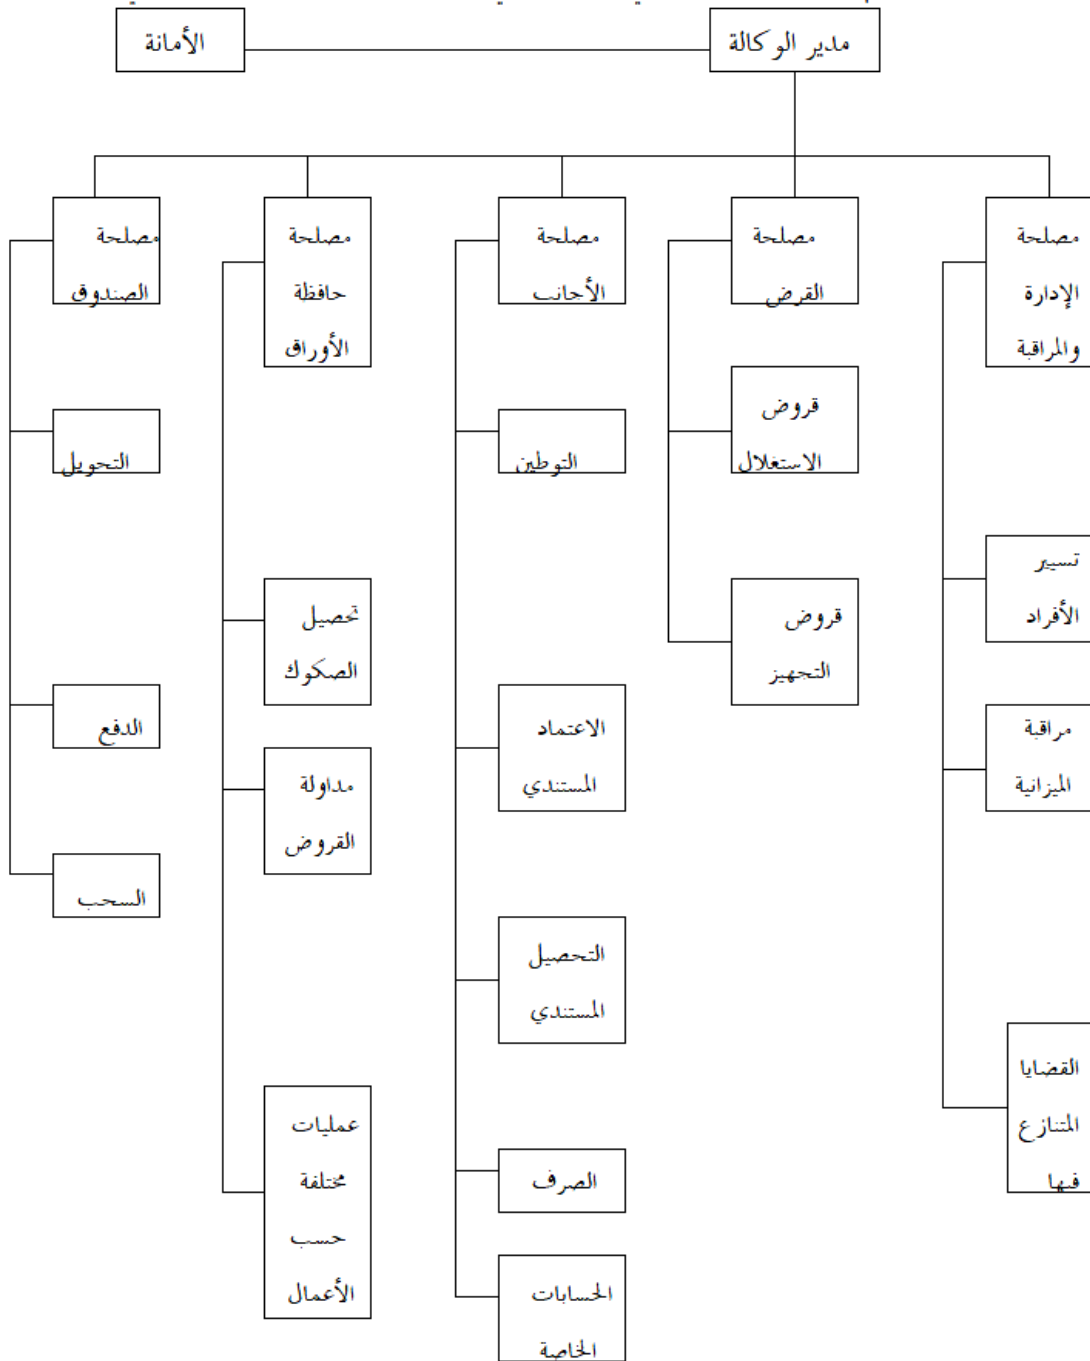 مدير الوكالة
الأمانة
مصلحة
الإدارة
والمراقبة
تسيير
الأفراد
مراقبة
الميزانية
القضايا
المتنازع
فيها
مصلحة
القرض
قروض
الاستغلال
قروض
التجهيز
مصلحة
الأجانب
التوطين
الاعتماد
المستندي
التحصيل
المستندي
الصرف
الحسابات
الخاصة
مصلحة
حافظة
الأوراق
تحصيل
الصكوك
مداولة
القروض
عمليات
مختلفة
حسب
الأعمال
مصلحة
الصندوق
التحويل
الدفع
السحب